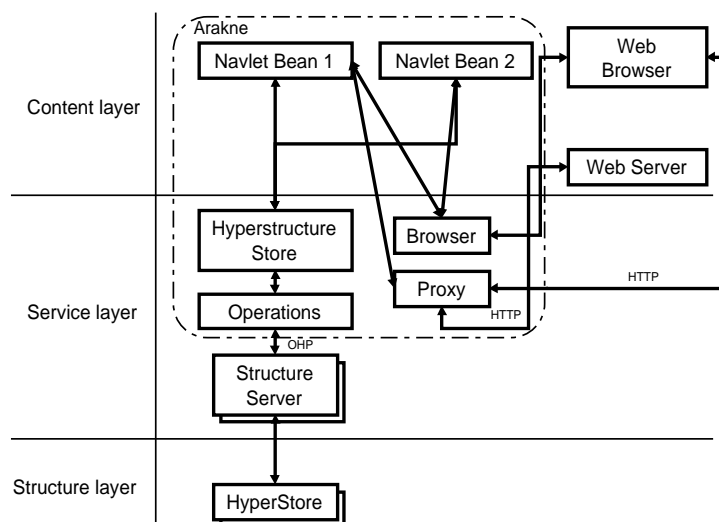 Arakne
Navlet Bean 1
Navlet Bean 2
Web
Browser
Content layer
Web Server
Hyperstructure
Store
Browser
Proxy
HTTP
Service layer
Operations
HTTP
OHP
Structure
Server
Structure layer
HyperStore